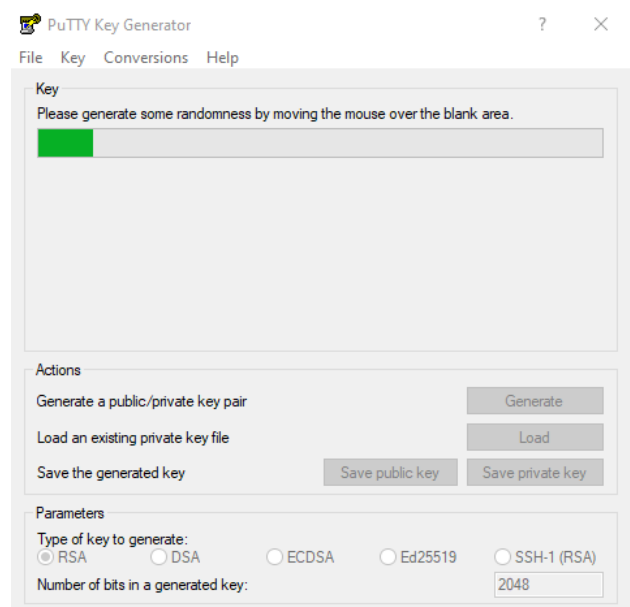 PuTTY Key Generator ?
File Key Conversions Help
Key
Please generate some randomness by moving the mouse over the blank area.
Actions
Generate a public/private key pair Generate
Load an existing private key file Load
Save the generated key Save public key Save private key
Parameters
Type of key to generate:
RSA DSA ECDSA Ed25519 SSH-1 (RSA)
Number of bits in a generated key: 2048